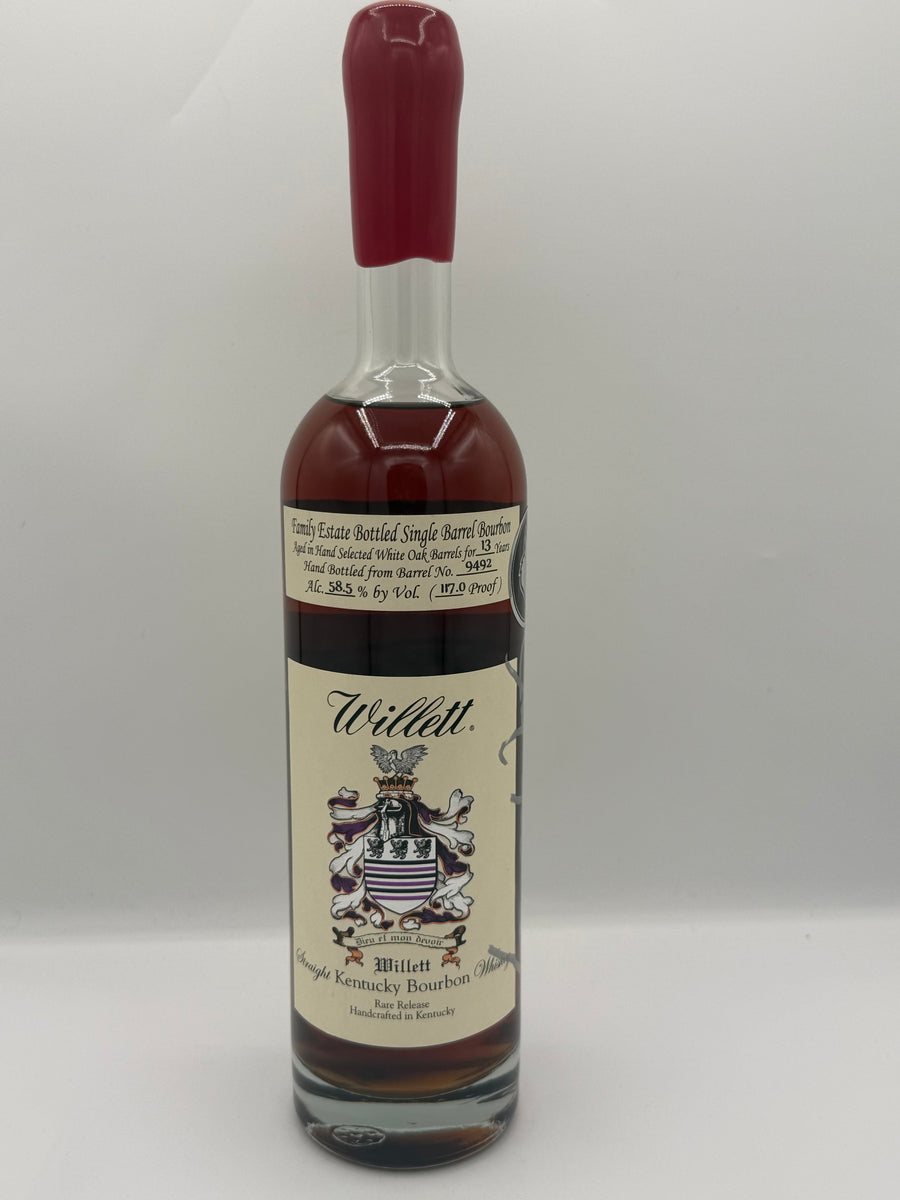 Family Estate Bottled Single Barrel Bourbon
Aged in Hand Selected White Oak Barrels for 13 Years
Hand Bottled from Barrel No. 9492
Alc. 58.5 % by Vol. (117.0 Proof)
Willett®
Dieu et mon devoir
Willett
Straight Kentucky Bourbon Whiskey
Rare Release
Handcrafted in Kentucky